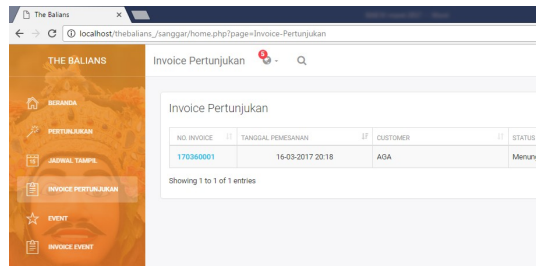 The Balians
localhost/thebalians_/sanggar/home.php?page=Invoice-Pertunjukan
THE BALIANS
Invoice Pertunjukan
5
BERANDA
PERTUNJUKAN
JADWAL TAMPIL
INVOICE PERTUNJUKAN
EVENT
INVOICE EVENT
Invoice Pertunjukan
NO. INVOICE TANGGAL PEMESANAN CUSTOMER STATUS
170360001 16-03-2017 20:18 AGA Menung
Showing 1 to 1 of 1 entries